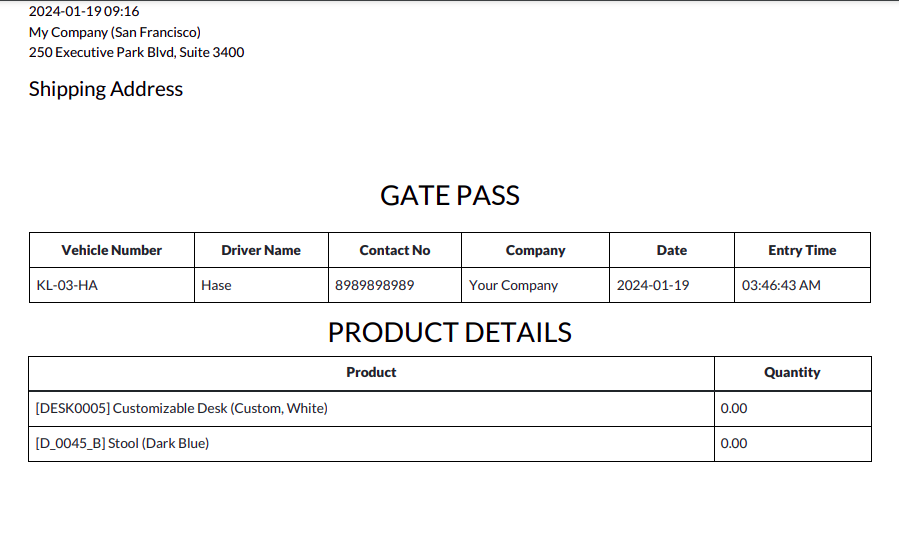 2024-01-19 09:16
My Company (San Francisco)
250 Executive Park Blvd, Suite 3400
Shipping Address
GATE PASS
Vehicle Number Driver Name Contact No Company Date Entry Time
KL-03-HA Hase 8989898989 Your Company 2024-01-19 03:46:43 AM
PRODUCT DETAILS
Product Quantity
[DESK0005] Customizable Desk (Custom, White) 0.00
[D_0045_B] Stool (Dark Blue) 0.00